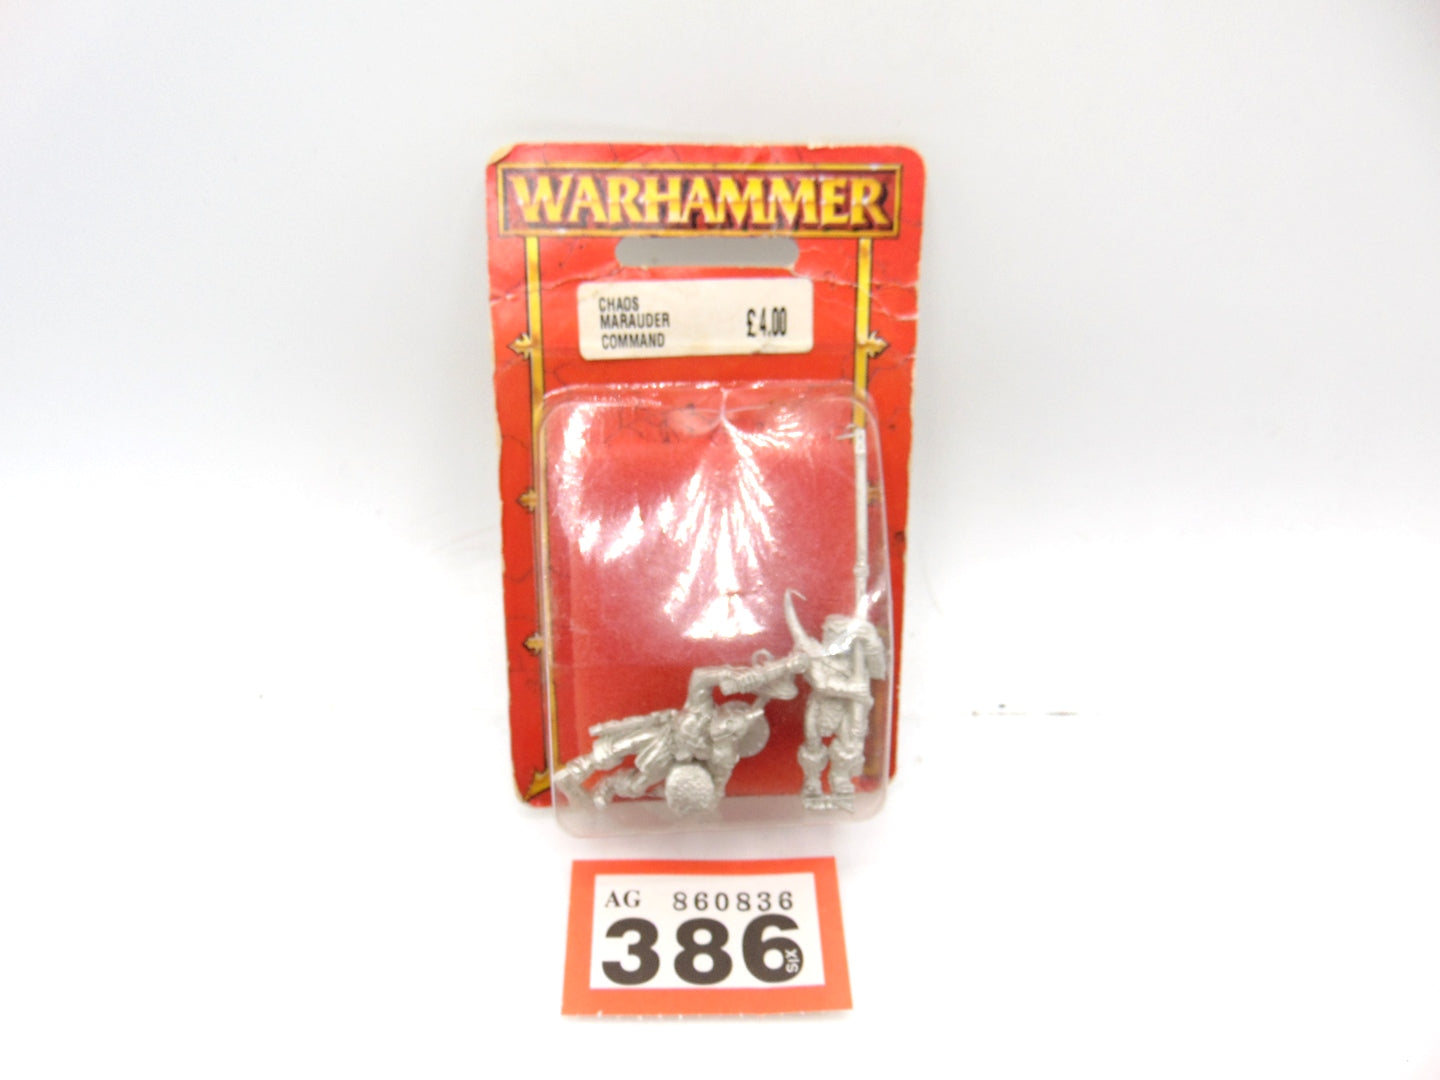 WARHAMMER
CHAOS
MARAUDER
COMMAND
£4.00
AG 860836
386
SIX